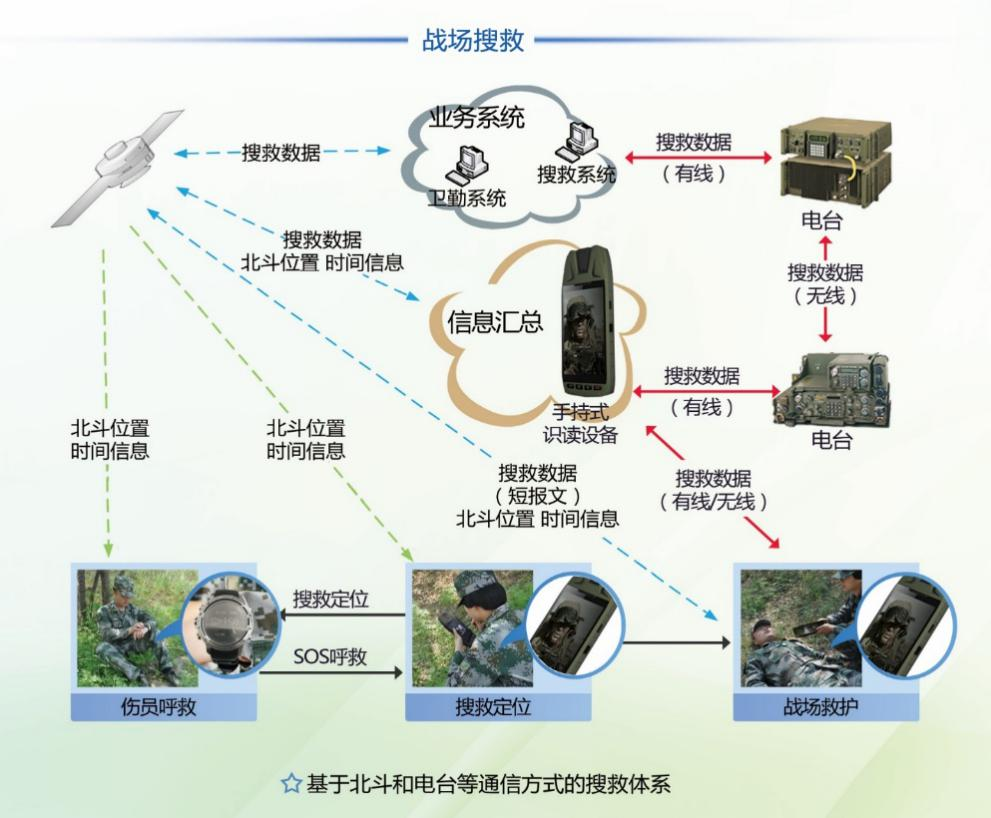 战场搜救
业务系统
搜救系统
卫勤系统
搜救数据
搜救数据
（有线）
电台
搜救数据
北斗位置 时间信息
搜救数据
（无线）
信息汇总
手持式
识读设备
搜救数据
（有线）
电台
北斗位置
时间信息
北斗位置
时间信息
搜救数据
（短报文）
北斗位置 时间信息
搜救数据
（有线/无线）
搜救定位
SOS呼救
伤员呼救
搜救定位
战场救护
☆基于北斗和电台等通信方式的搜救体系